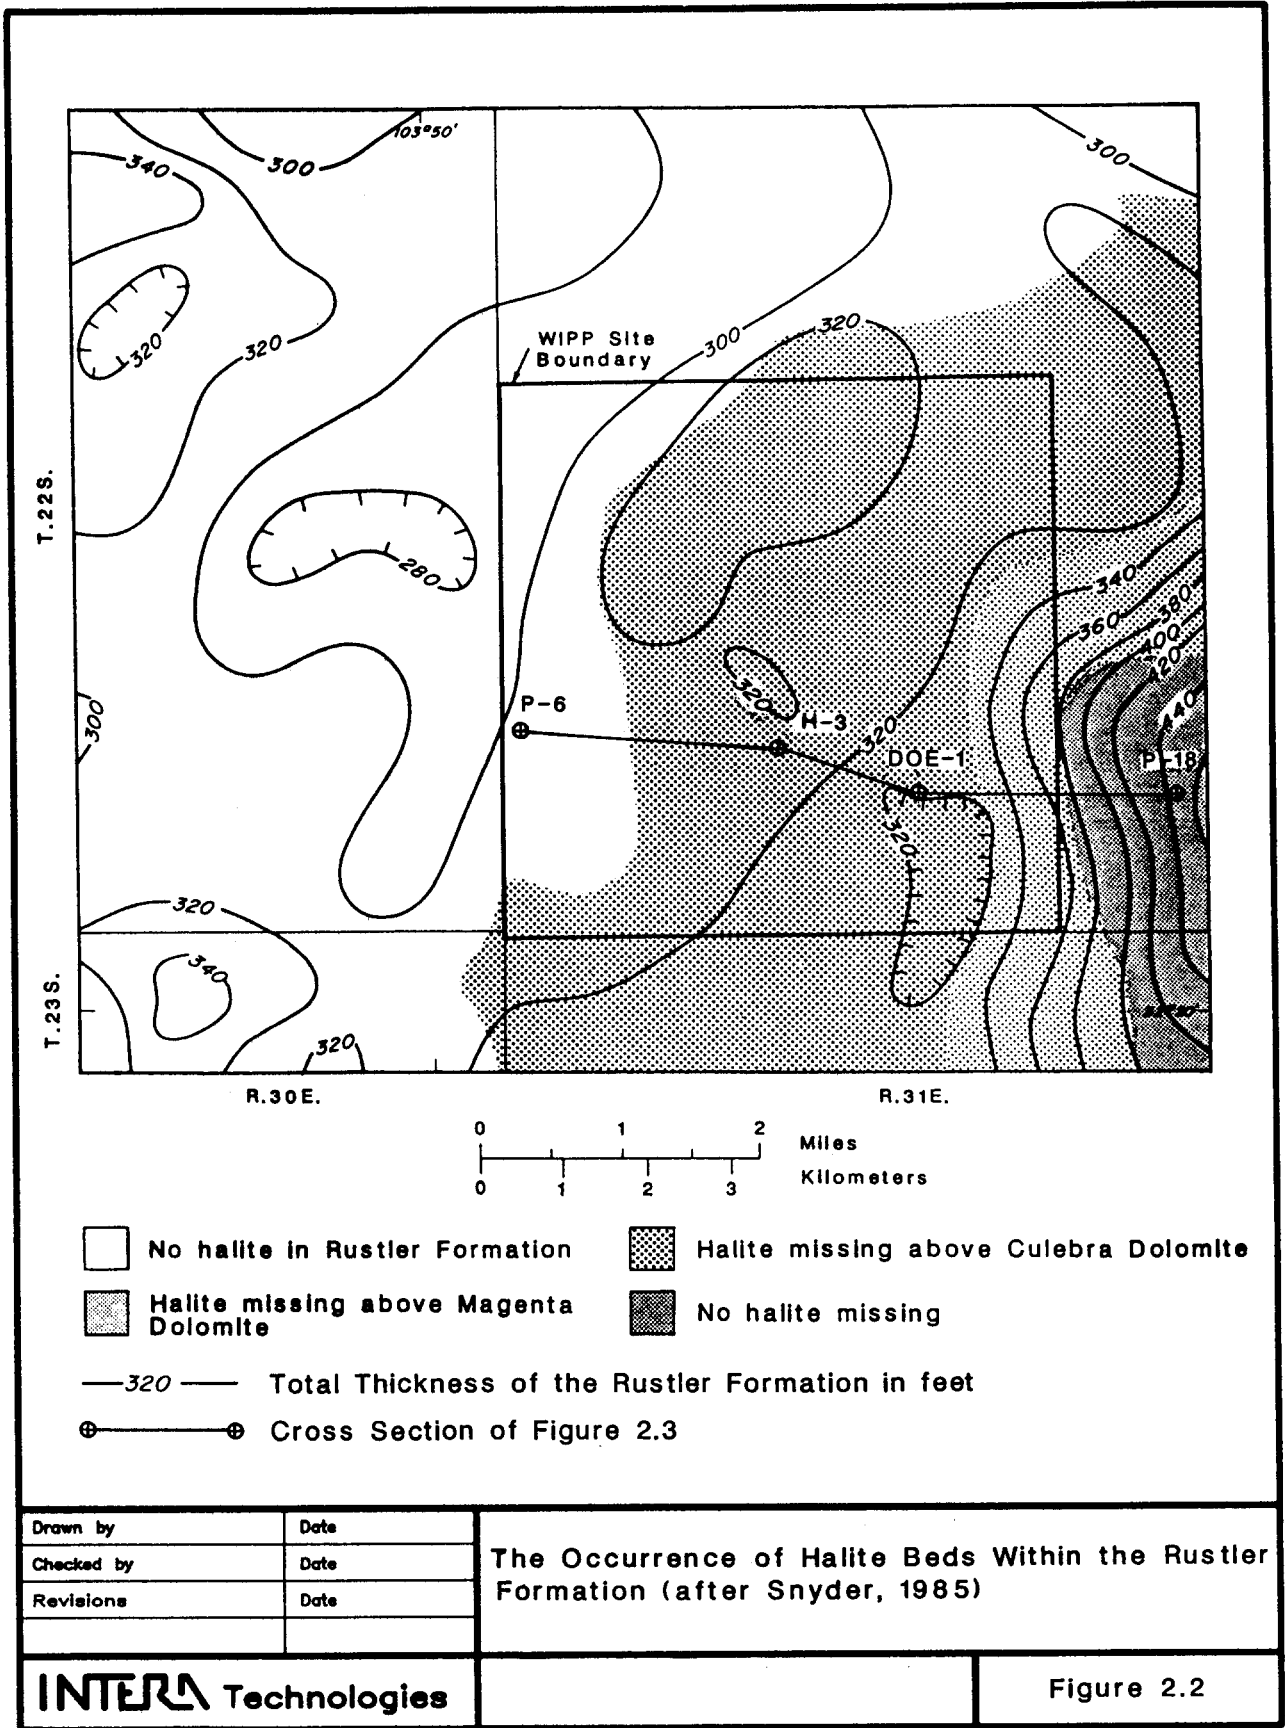 103°50'
340
300
300
320
320
300
320
WIPP Site
Boundary
T.22S.
280
340
360
380
400
420
440
300
P-6
320
H-3
320
DOE-1
P-18
320
320
340
T.23S.
320
R.30E.
R.31E.
0 1 2 Miles
Kilometers
0 1 2 3
No halite in Rustler Formation
Halite missing above Culebra Dolomite
Halite missing above Magenta
Dolomite
No halite missing
320 Total Thickness of the Rustler Formation in feet
Cross Section of Figure 2.3
Drawn by Date
Checked by Date
Revisions Date
The Occurrence of Halite Beds Within the Rustler
Formation (after Snyder, 1985)
INTERA Technologies
Figure 2.2